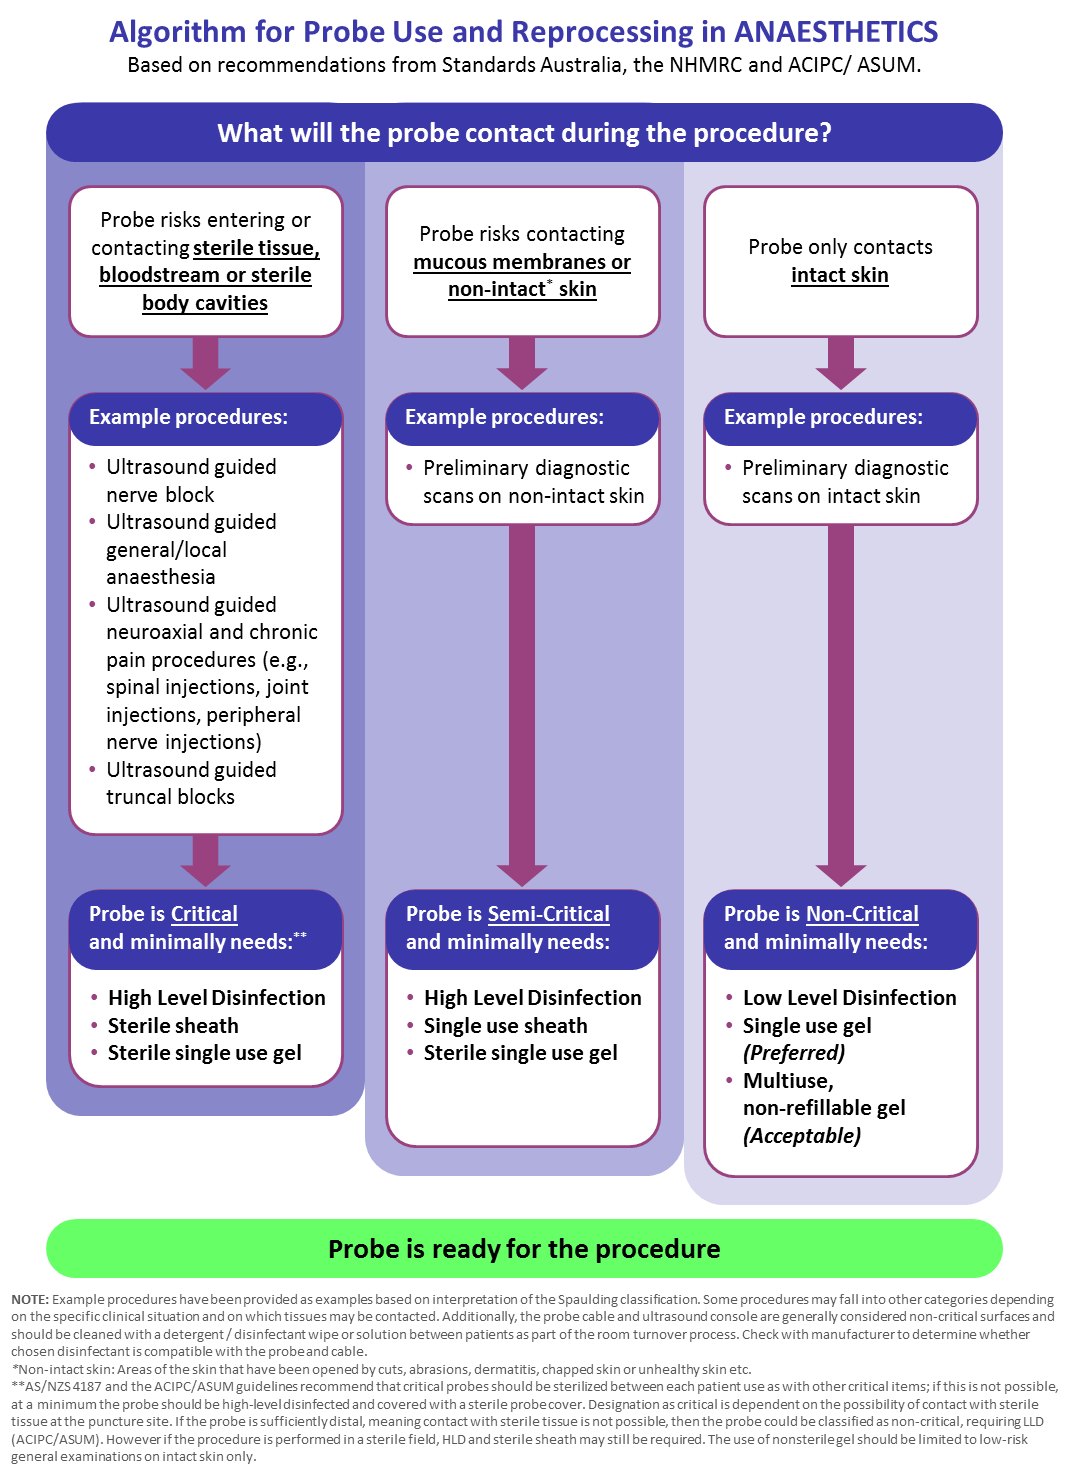 Algorithm for Probe Use and Reprocessing in ANAESTHETICS
Based on recommendations from Standards Australia, the NHMRC and ACIPC/ ASUM.
What will the probe contact during the procedure?
Probe risks entering or
contacting sterile tissue,
bloodstream or sterile
body cavities
Example procedures:
• Ultrasound guided
nerve block
• Ultrasound guided
general/local
anaesthesia
• Ultrasound guided
neuroaxial and chronic
pain procedures (e.g.,
spinal injections, joint
injections, peripheral
nerve injections)
• Ultrasound guided
truncal blocks
Probe is Critical
and minimally needs:**
• High Level Disinfection
• Sterile sheath
• Sterile single use gel
Probe risks contacting
mucous membranes or
non-intact* skin
Example procedures:
• Preliminary diagnostic
scans on non-intact skin
Probe is Semi-Critical
and minimally needs:
• High Level Disinfection
• Single use sheath
• Sterile single use gel
Probe only contacts
intact skin
Example procedures:
• Preliminary diagnostic
scans on intact skin
Probe is Non-Critical
and minimally needs:
• Low Level Disinfection
• Single use gel
(Preferred)
• Multiuse,
non-refillable gel
(Acceptable)
Probe is ready for the procedure
NOTE: Example procedures have been provided as examples based on interpretation of the Spaulding classification. Some procedures may fall into other categories depending
on the specific clinical situation and on which tissues may be contacted. Additionally, the probe cable and ultrasound console are generally considered non-critical surfaces and
should be cleaned with a detergent / disinfectant wipe or solution between patients as part of the room turnover process. Check with manufacturer to determine whether
chosen disinfectant is compatible with the probe and cable.
*Non-intact skin: Areas of the skin that have been opened by cuts, abrasions, dermatitis, chapped skin or unhealthy skin etc.
**AS/NZS 4187 and the ACIPC/ASUM guidelines recommend that critical probes should be sterilized between each patient use as with other critical items; if this is not possible,
at a minimum the probe should be high-level disinfected and covered with a sterile probe cover. Designation as critical is dependent on the possibility of contact with sterile
tissue at the puncture site. If the probe is sufficiently distal, meaning contact with sterile tissue is not possible, then the probe could be classified as non-critical, requiring LLD
(ACIPC/ASUM). However if the procedure is performed in a sterile field, HLD and sterile sheath may still be required. The use of nonsterile gel should be limited to low-risk
general examinations on intact skin only.